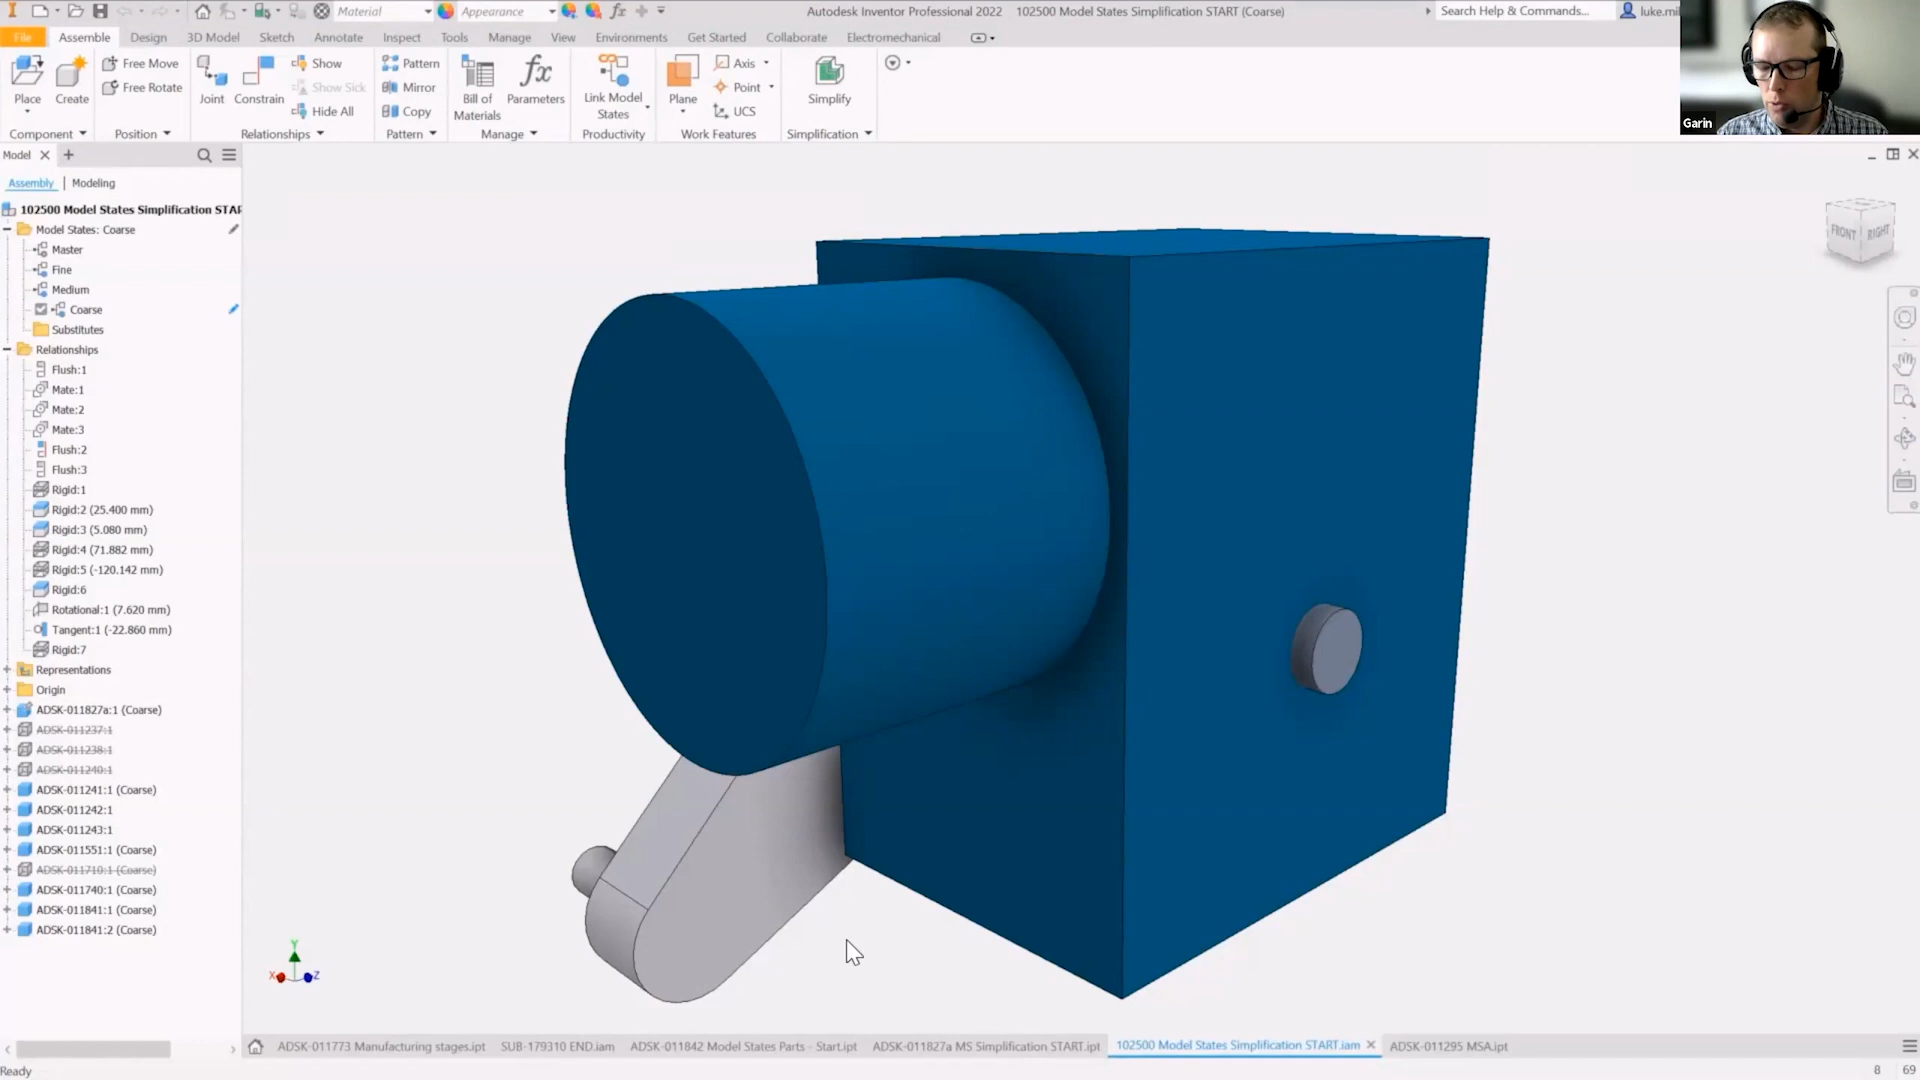 Material
Appearance
Autodesk Inventor Professional 2022   102500 Model States Simplification START (Coarse)
Search Help & Commands...
luke.mil
File Assemble Design 3D Model Sketch Annotate Inspect Tools Manage View Environments Get Started Collaborate Electromechanical
Place
Create
Component
Free Move
Free Rotate
Position
Joint
Constrain
Show
Show Sick
Hide All
Relationships
Pattern
Mirror
Copy
Pattern
Bill of
Materials
fx
Parameters
Manage
Link Model
States
Productivity
Plane
Axis
Point
UCS
Work Features
Simplify
Simplification
Garin
Model
Assembly | Modeling
102500 Model States Simplification STAR
Model States: Coarse
Master
Fine
Medium
Coarse
Substitutes
Relationships
Flush:1
Mate:1
Mate:2
Mate:3
Flush:2
Flush:3
Rigid:1
Rigid:2 (25.400 mm)
Rigid:3 (5.080 mm)
Rigid:4 (71.882 mm)
Rigid:5 (-120.142 mm)
Rigid:6
Rotational:1 (7.620 mm)
Tangent:1 (-22.860 mm)
Rigid:7
Representations
Origin
ADSK-011827a:1 (Coarse)
ADSK-011237:1
ADSK-011238:1
ADSK-011240:1
ADSK-011241:1 (Coarse)
ADSK-011242:1
ADSK-011243:1
ADSK-011551:1 (Coarse)
ADSK-011710:1 (Coarse)
ADSK-011740:1 (Coarse)
ADSK-011841:1 (Coarse)
ADSK-011841:2 (Coarse)
FRONT RIGHT
Y
X
Z
ADSK-011773 Manufacturing stages.ipt   SUB-179310 END.iam   ADSK-011842 Model States Parts - Start.ipt   ADSK-011827a MS Simplification START.ipt   102500 Model States Simplification START.iam   ADSK-011295 MSA.ipt
Ready
8   69